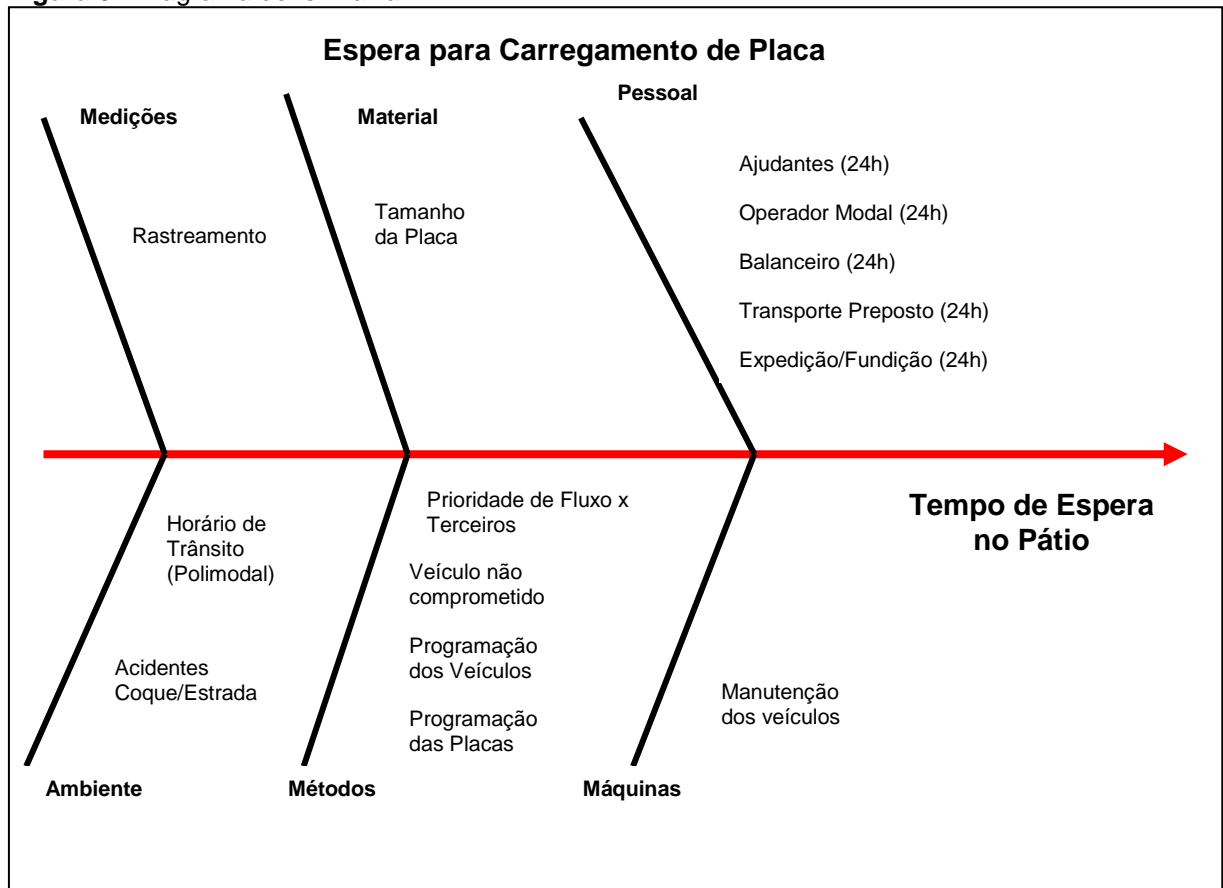 Espera para Carregamento de Placa
Medições
Material
Pessoal
Rastreamento
Tamanho
da Placa
Ajudantes (24h)
Operador Modal (24h)
Balanceiro (24h)
Transporte Preposto (24h)
Expedição/Fundição (24h)
Horário de
Trânsito
(Polimodal)
Acidentes
Coque/Estrada
Prioridade de Fluxo x
Terceiros
Veículo não
comprometido
Programação
dos Veículos
Programação
das Placas
Manutenção
dos veículos
Tempo de Espera
no Pátio
Ambiente
Métodos
Máquinas